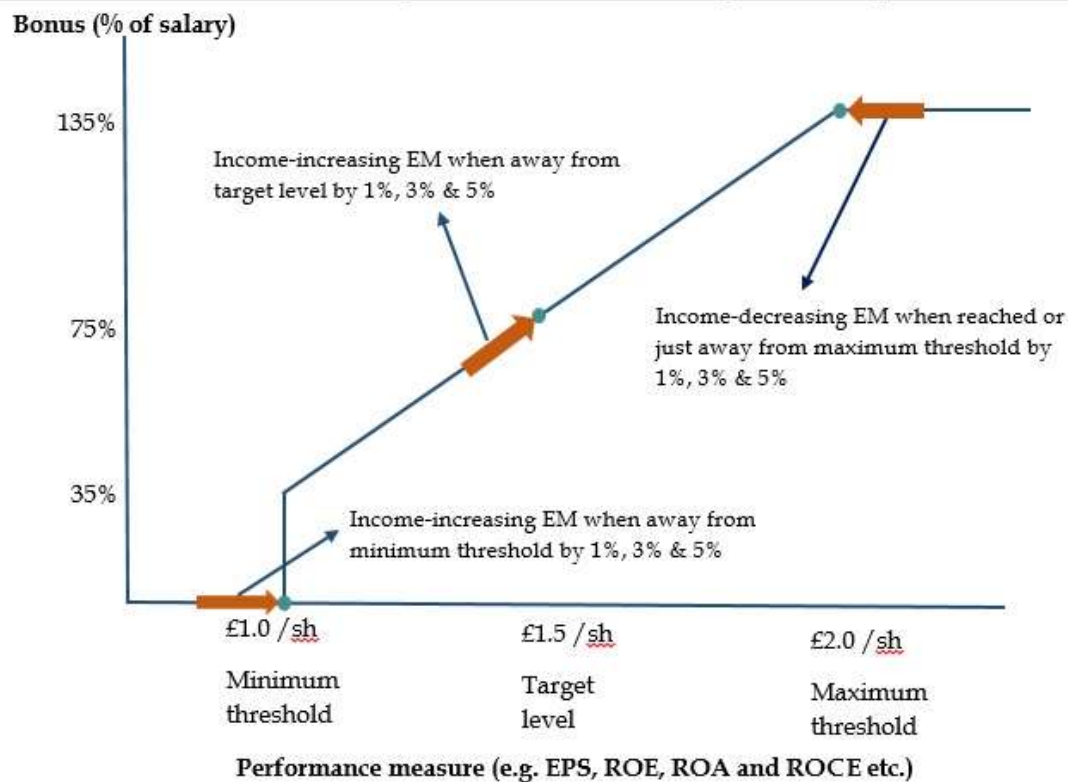 Bonus (% of salary)
135%
Income-increasing EM when away from
target level by 1%, 3% & 5%
75%
Income-decreasing EM when reached or
just away from maximum threshold by
1%, 3% & 5%
35%
Income-increasing EM when away from
minimum threshold by 1%, 3% & 5%
£1.0 /sh
£1.5 /sh
£2.0 /sh
Minimum
threshold
Target
level
Maximum
threshold
Performance measure (e.g. EPS, ROE, ROA and ROCE etc.)